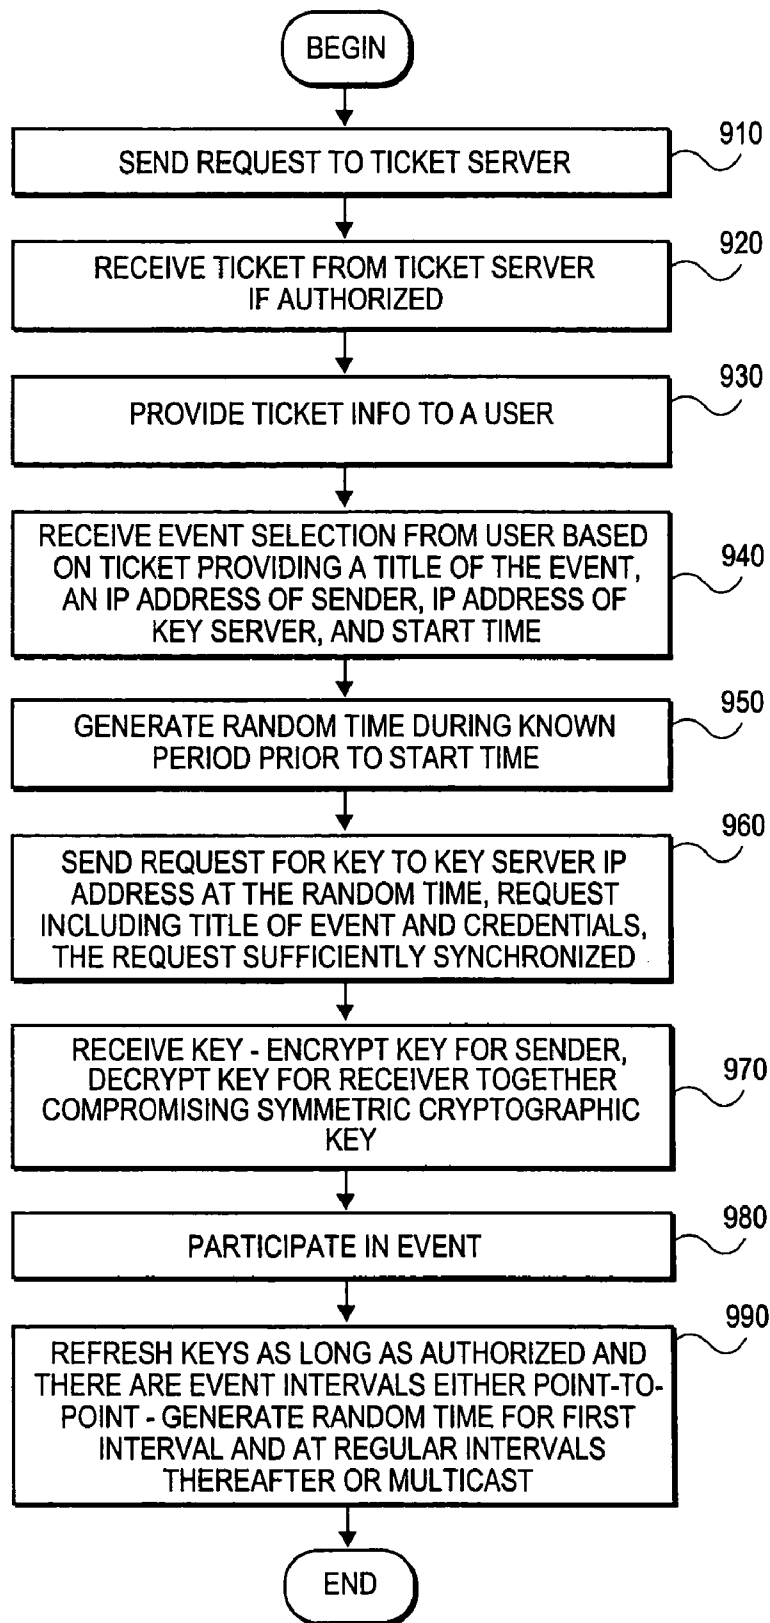 BEGIN
910
SEND REQUEST TO TICKET SERVER
920
RECEIVE TICKET FROM TICKET SERVER
IF AUTHORIZED
930
PROVIDE TICKET INFO TO A USER
940
RECEIVE EVENT SELECTION FROM USER BASED
ON TICKET PROVIDING A TITLE OF THE EVENT,
AN IP ADDRESS OF SENDER, IP ADDRESS OF
KEY SERVER, AND START TIME
950
GENERATE RANDOM TIME DURING KNOWN
PERIOD PRIOR TO START TIME
960
SEND REQUEST FOR KEY TO KEY SERVER IP
ADDRESS AT THE RANDOM TIME, REQUEST
INCLUDING TITLE OF EVENT AND CREDENTIALS,
THE REQUEST SUFFICIENTLY SYNCHRONIZED
970
RECEIVE KEY - ENCRYPT KEY FOR SENDER,
DECRYPT KEY FOR RECEIVER TOGETHER
COMPROMISING SYMMETRIC CRYPTOGRAPHIC
KEY
980
PARTICIPATE IN EVENT
990
REFRESH KEYS AS LONG AS AUTHORIZED AND
THERE ARE EVENT INTERVALS EITHER POINT-TO-
POINT - GENERATE RANDOM TIME FOR FIRST
INTERVAL AND AT REGULAR INTERVALS
THEREAFTER OR MULTICAST
END